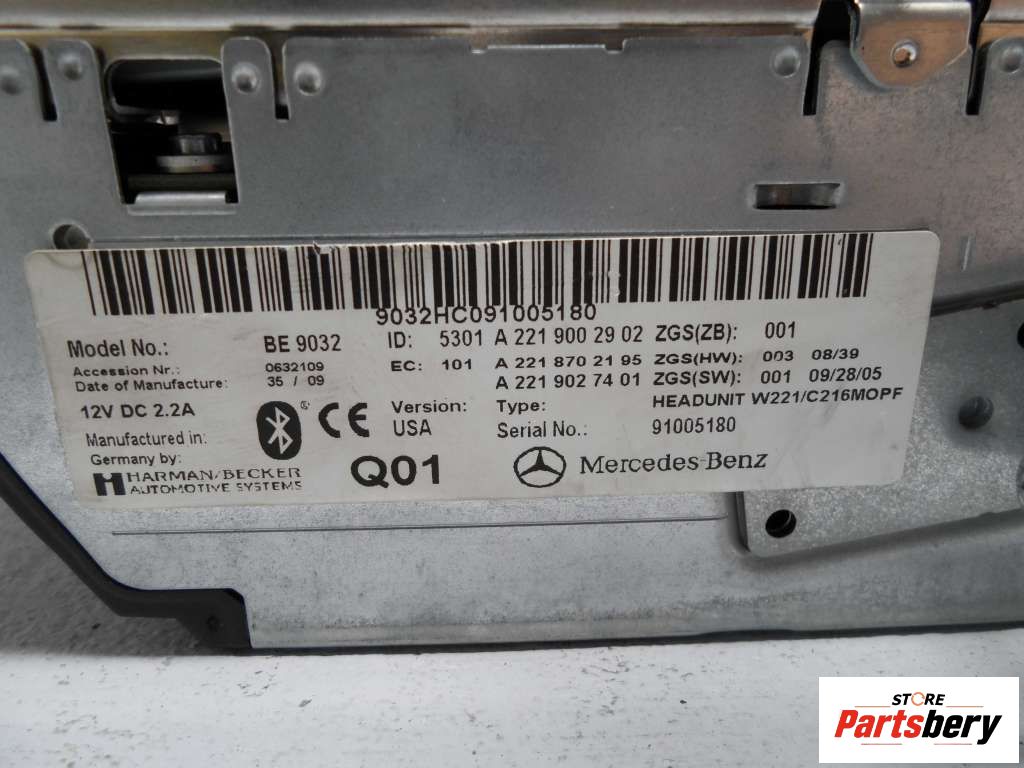 9032HC091005180
Model No.: BE 9032 ID: 5301 A 221 900 29 02 ZGS(ZB): 001
Accession Nr.: 0632109 EC: 101 A 221 870 21 95 ZGS(HW): 003 08/39
Date of Manufacture: 35 / 09 A 221 902 74 01 ZGS(SW): 001 09/28/05
12V DC 2.2A CE Version: Type: HEADUNIT W221/C216MOPF
Manufactured in: USA Serial No.: 91005180
Germany by:
HARMAN/BECKER
AUTOMOTIVE SYSTEMS
Q01 Mercedes-Benz
STORE
Partsbery